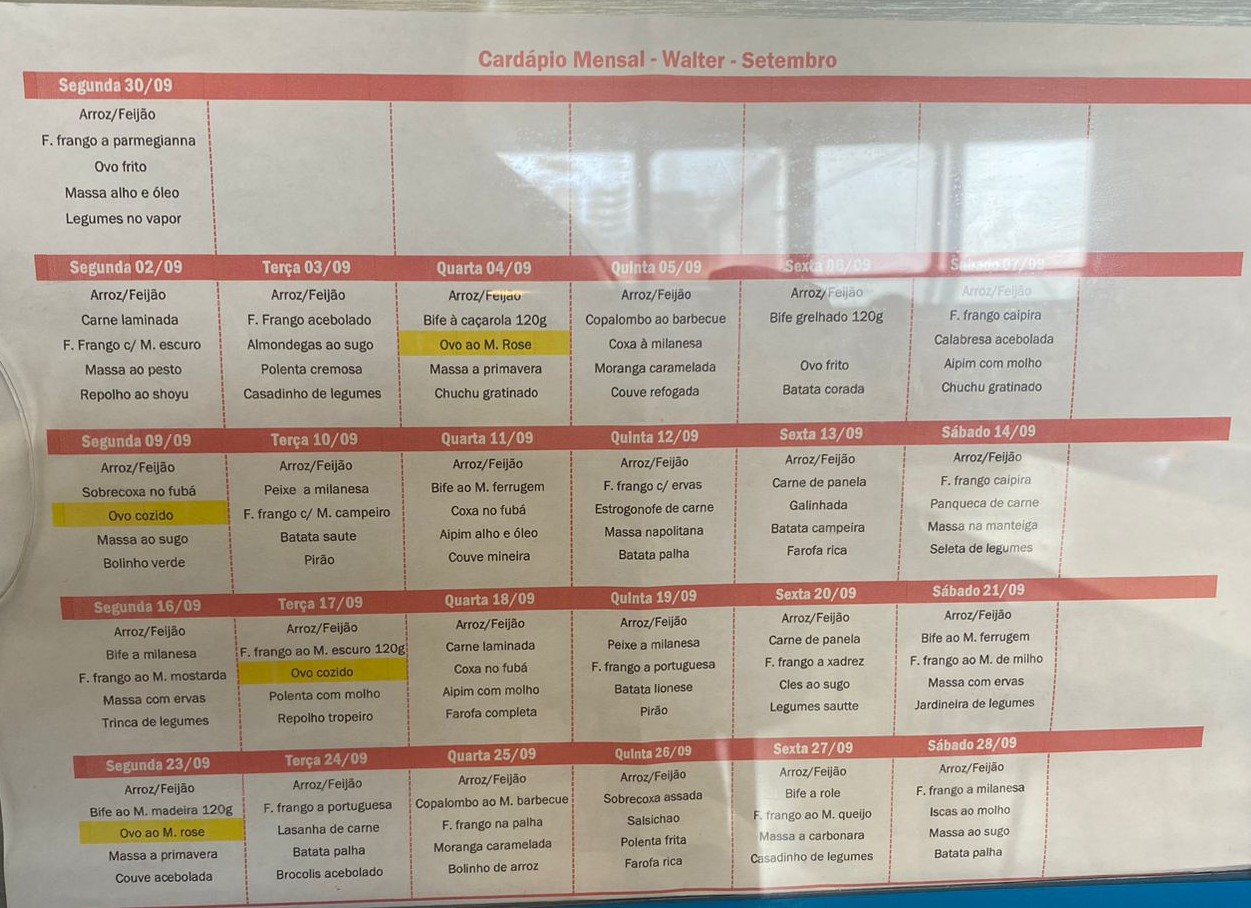 Cardápio Mensal - Walter - Setembro
Segunda 30/09
Arroz/Feijão
F. frango a parmegianna
Ovo frito
Massa alho e óleo
Legumes no vapor
Segunda 02/09
Arroz/Feijão
Carne laminada
F. Frango c/ M. escuro
Massa ao pesto
Repolho ao shoyu
Terça 03/09
Arroz/Feijão
F. Frango acebolado
Almondegas ao sugo
Polenta cremosa
Casadinho de legumes
Quarta 04/09
Arroz/Feijão
Bife à caçarola 120g
Ovo ao M. Rose
Massa a primavera
Chuchu gratinado
Quinta 05/09
Arroz/Feijão
Copalombo ao barbecue
Coxa à milanesa
Moranga caramelada
Couve refogada
Sexta 06/09
Arroz/Feijão
Bife grelhado 120g
Ovo frito
Batata corada
Sábado 07/09
Arroz/Feijão
F. frango caipira
Calabresa acebolada
Aipim com molho
Chuchu gratinado
Segunda 09/09
Arroz/Feijão
Sobrecoxa no fubá
Ovo cozido
Massa ao sugo
Bolinho verde
Terça 10/09
Arroz/Feijão
Peixe a milanesa
F. frango c/ M. campeiro
Batata saute
Pirão
Quarta 11/09
Arroz/Feijão
Bife ao M. ferrugem
Coxa no fubá
Aipim alho e óleo
Couve mineira
Quinta 12/09
Arroz/Feijão
F. frango c/ ervas
Estrogonofe de carne
Massa napolitana
Batata palha
Sexta 13/09
Arroz/Feijão
Carne de panela
Galinhada
Batata campeira
Farofa rica
Sábado 14/09
Arroz/Feijão
F. frango caipira
Panqueca de carne
Massa na manteiga
Seleta de legumes
Segunda 16/09
Arroz/Feijão
Bife a milanesa
F. frango ao M. mostarda
Massa com ervas
Trinca de legumes
Terça 17/09
Arroz/Feijão
F. frango ao M. escuro 120g
Ovo cozido
Polenta com molho
Repolho tropeiro
Quarta 18/09
Arroz/Feijão
Carne laminada
Coxa no fubá
Aipim com molho
Farofa completa
Quinta 19/09
Arroz/Feijão
Peixe a milanesa
F. frango a portuguesa
Batata lionese
Pirão
Sexta 20/09
Arroz/Feijão
Carne de panela
F. frango a xadrez
Cles ao sugo
Legumes sautte
Sábado 21/09
Arroz/Feijão
Bife ao M. ferrugem
F. frango ao M. de milho
Massa com ervas
Jardineira de legumes
Segunda 23/09
Arroz/Feijão
Bife ao M. madeira 120g
Ovo ao M. rose
Massa a primavera
Couve acebolada
Terça 24/09
Arroz/Feijão
F. frango a portuguesa
Lasanha de carne
Batata palha
Brocolis acebolado
Quarta 25/09
Arroz/Feijão
Copalombo ao M. barbecue
F. frango na palha
Moranga caramelada
Bolinho de arroz
Quinta 26/09
Arroz/Feijão
Sobrecoxa assada
Salsichao
Polenta frita
Farofa rica
Sexta 27/09
Arroz/Feijão
Bife a role
F. frango ao M. queijo
Massa a carbonara
Casadinho de legumes
Sábado 28/09
Arroz/Feijão
F. frango a milanesa
Iscas ao molho
Massa ao sugo
Batata palha